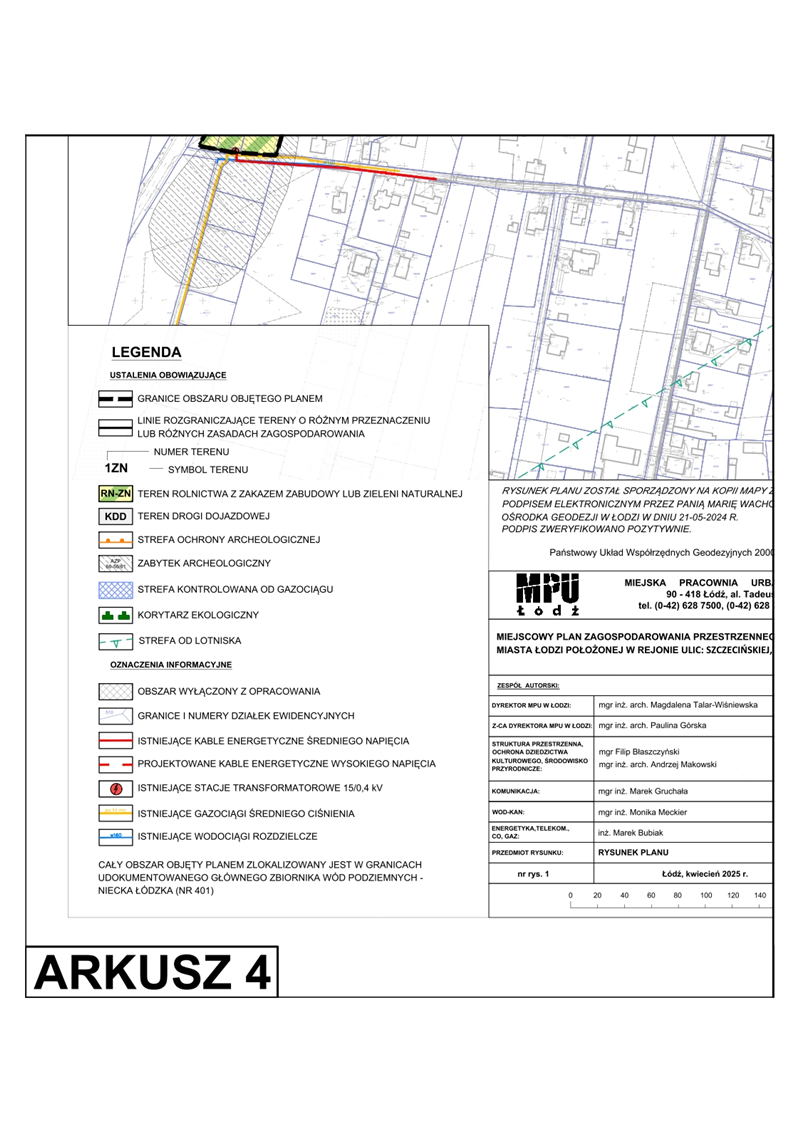 LEGENDA
USTALENIA OBOWIĄZUJĄCE
GRANICE OBSZARU OBJĘTEGO PLANEM
LINIE ROZGRANICZAJĄCE TERENY O RÓŻNYM PRZEZNACZENIU
LUB RÓŻNYCH ZASADACH ZAGOSPODAROWANIA
NUMER TERENU
1ZN SYMBOL TERENU
RN-ZN TEREN ROLNICTWA Z ZAKAZEM ZABUDOWY LUB ZIELENI NATURALNEJ
KDD TEREN DROGI DOJAZDOWEJ
STREFA OCHRONY ARCHEOLOGICZNEJ
ZABYTEK ARCHEOLOGICZNY
STREFA KONTROLOWANA OD GAZOCIĄGU
KORYTARZ EKOLOGICZNY
STREFA OD LOTNISKA
OZNACZENIA INFORMACYJNE
OBSZAR WYŁĄCZONY Z OPRACOWANIA
GRANICE I NUMERY DZIAŁEK EWIDENCYJNYCH
ISTNIEJĄCE KABLE ENERGETYCZNE ŚREDNIEGO NAPIĘCIA
PROJEKTOWANE KABLE ENERGETYCZNE WYSOKIEGO NAPIĘCIA
ISTNIEJĄCE STACJE TRANSFORMATOROWE 15/0,4 kV
ISTNIEJĄCE GAZOCIĄGI ŚREDNIEGO CIŚNIENIA
ø160 ISTNIEJĄCE WODOCIĄGI ROZDZIELCZE
CAŁY OBSZAR OBJĘTY PLANEM ZLOKALIZOWANY JEST W GRANICACH
UDOKUMENTOWANEGO GŁÓWNEGO ZBIORNIKA WÓD PODZIEMNYCH -
NIECKA ŁÓDZKA (NR 401)
RYSUNEK PLANU ZOSTAŁ SPORZĄDZONY NA KOPII MAPY Z
PODPISEM ELEKTRONICZNYM PRZEZ PANIĄ MARIĘ WACHO
OŚRODKA GEODEZJI W ŁODZI W DNIU 21-05-2024 R.
PODPIS ZWERYFIKOWANO POZYTYWNIE.
Państwowy Układ Współrzędnych Geodezyjnych 2000
MPU
Łódź
MIEJSKA PRACOWNIA URBA
90 - 418 Łódź, al. Tadeus
tel. (0-42) 628 7500, (0-42) 628
MIEJSCOWY PLAN ZAGOSPODAROWANIA PRZESTRZENNEG
MIASTA ŁODZI POŁOŻONEJ W REJONIE ULIC: SZCZECIŃSKIEJ,
ZESPÓŁ AUTORSKI:
DYREKTOR MPU W ŁODZI: mgr inż. arch. Magdalena Talar-Wiśniewska
Z-CA DYREKTORA MPU W ŁODZI: mgr inż. arch. Paulina Górska
STRUKTURA PRZESTRZENNA,
OCHRONA DZIEDZICTWA
KULTUROWEGO, ŚRODOWISKO
PRZYRODNICZE:
mgr Filip Błaszczyński
mgr inż. arch. Andrzej Makowski
KOMUNIKACJA: mgr inż. Marek Gruchała
WOD-KAN: mgr inż. Monika Meckier
ENERGETYKA,TELEKOM.,
CO, GAZ:
inż. Marek Bubiak
PRZEDMIOT RYSUNKU: RYSUNEK PLANU
nr rys. 1 Łódź, kwiecień 2025 r.
0 20 40 60 80 100 120 140
ARKUSZ 4